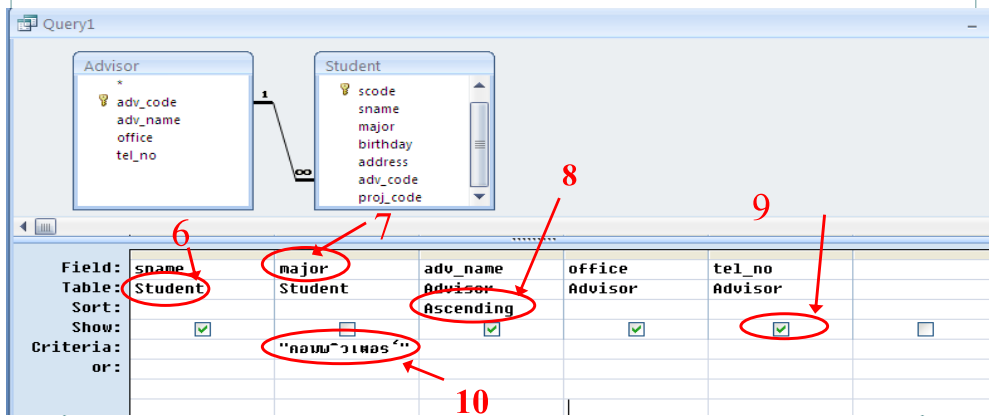 Query1
Advisor
*
adv_code
adv_name
office
tel_no
1
∞
Student
scode
sname
major
birthday
address
adv_code
proj_code
6
7
8
9
Field: sname major adv_name office tel_no
Table: Student Student Advisor Advisor Advisor
Sort: Ascending
Show:
Criteria: "คอมพิวเตอร์"
or:
10